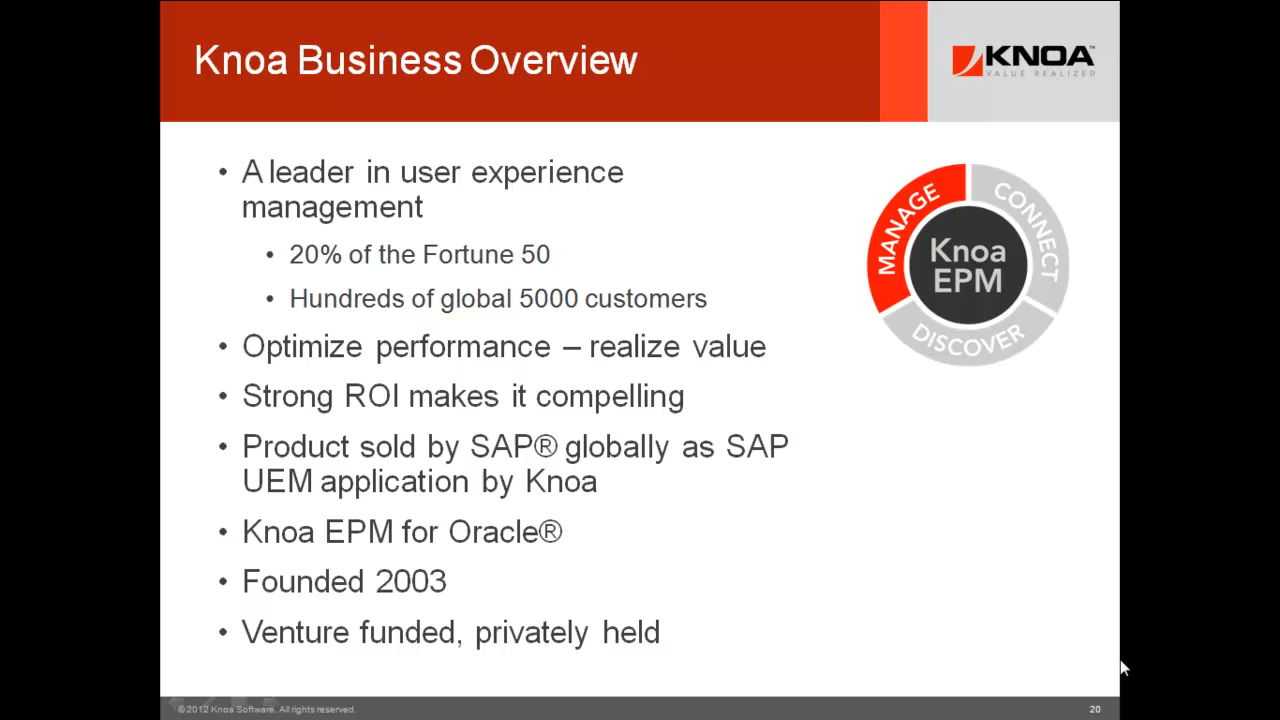 Knoa Business Overview
KNOA™
VALUE REALIZED
• A leader in user experience
management
• 20% of the Fortune 50
• Hundreds of global 5000 customers
• Optimize performance – realize value
• Strong ROI makes it compelling
• Product sold by SAP® globally as SAP
UEM application by Knoa
• Knoa EPM for Oracle®
• Founded 2003
• Venture funded, privately held
MANAGE
CONNECT
Knoa
EPM
DISCOVER
© 2012 Knoa Software. All rights reserved.
20